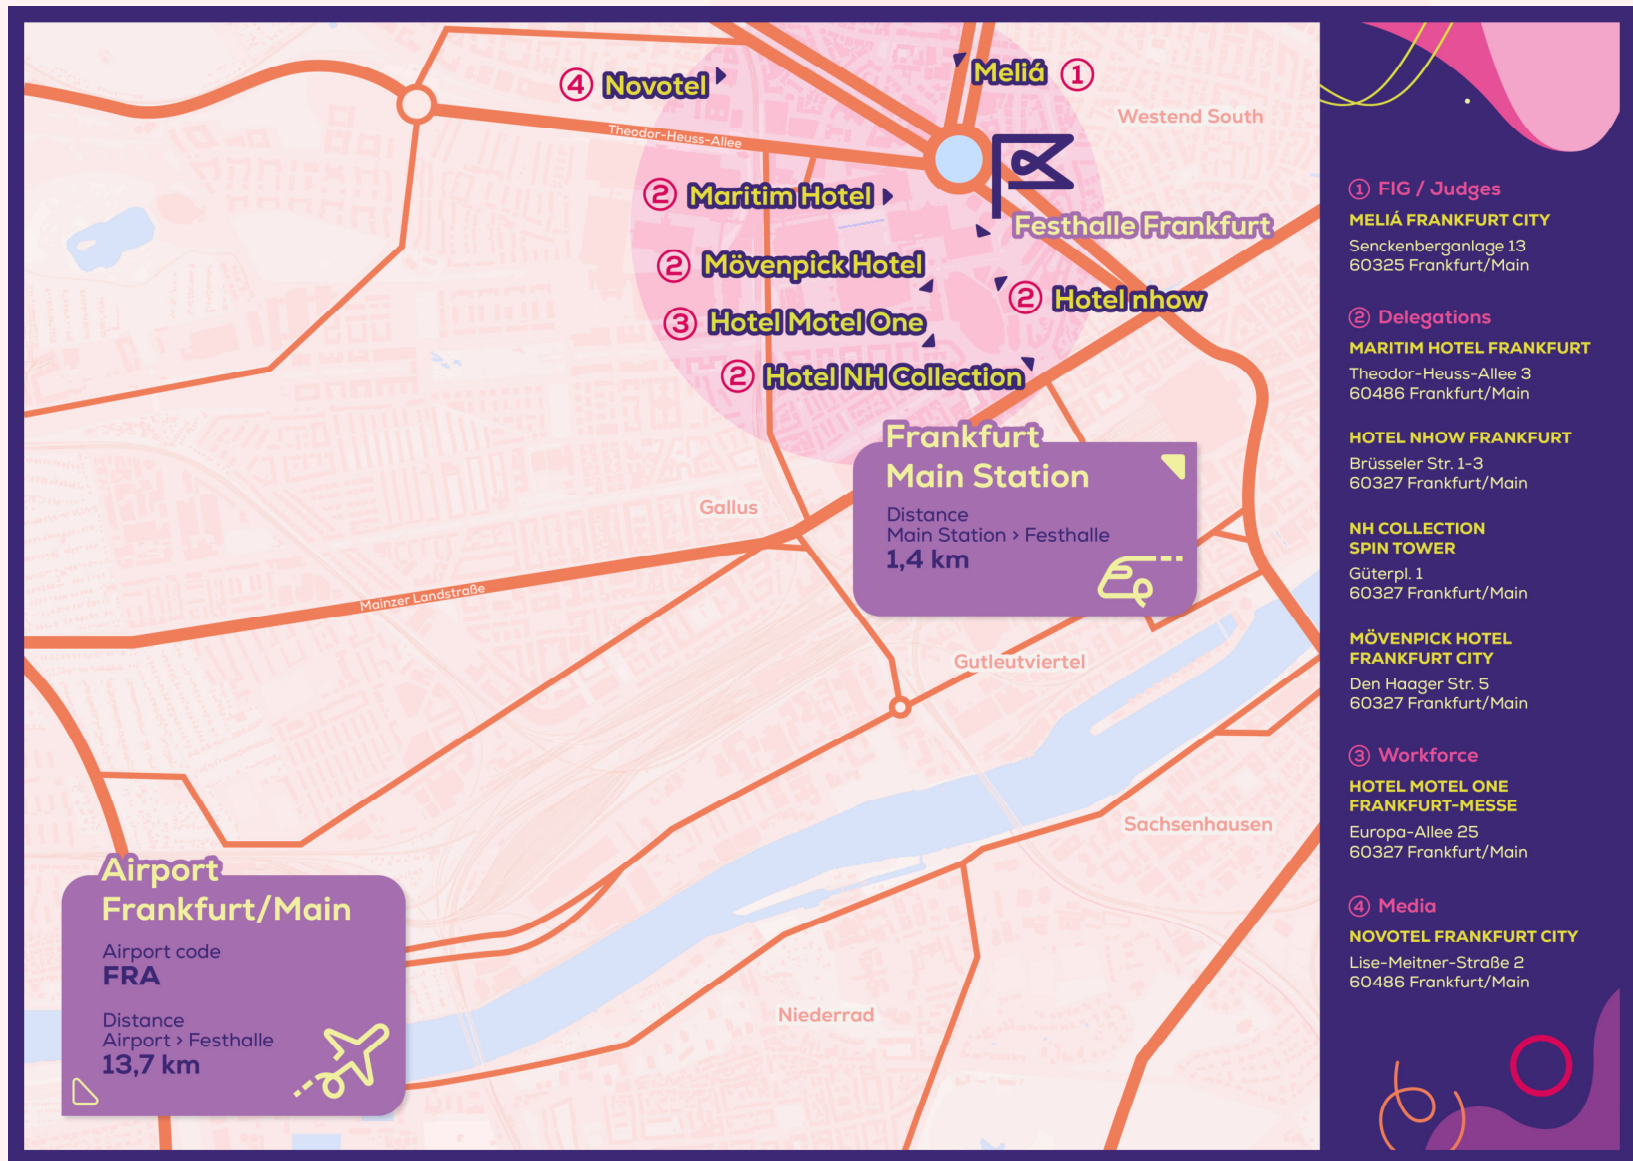 ④ Novotel
Meliá ①
Westend South
Theodor-Heuss-Allee
② Maritim Hotel
Festhalle Frankfurt
② Mövenpick Hotel
② Hotel nhow
③ Hotel Motel One
② Hotel NH Collection
Frankfurt
Main Station
Distance
Main Station > Festhalle
1,4 km
Gallus
Mainzer Landstraße
Gutleutviertel
Sachsenhausen
Airport
Frankfurt/Main
Airport code
FRA
Distance
Airport > Festhalle
13,7 km
Niederrad
① FIG / Judges
MELIÁ FRANKFURT CITY
Senckenberganlage 13
60325 Frankfurt/Main
② Delegations
MARITIM HOTEL FRANKFURT
Theodor-Heuss-Allee 3
60486 Frankfurt/Main
HOTEL NHOW FRANKFURT
Brüsseler Str. 1-3
60327 Frankfurt/Main
NH COLLECTION
SPIN TOWER
Güterpl. 1
60327 Frankfurt/Main
MÖVENPICK HOTEL
FRANKFURT CITY
Den Haager Str. 5
60327 Frankfurt/Main
③ Workforce
HOTEL MOTEL ONE
FRANKFURT-MESSE
Europa-Allee 25
60327 Frankfurt/Main
④ Media
NOVOTEL FRANKFURT CITY
Lise-Meitner-Straße 2
60486 Frankfurt/Main